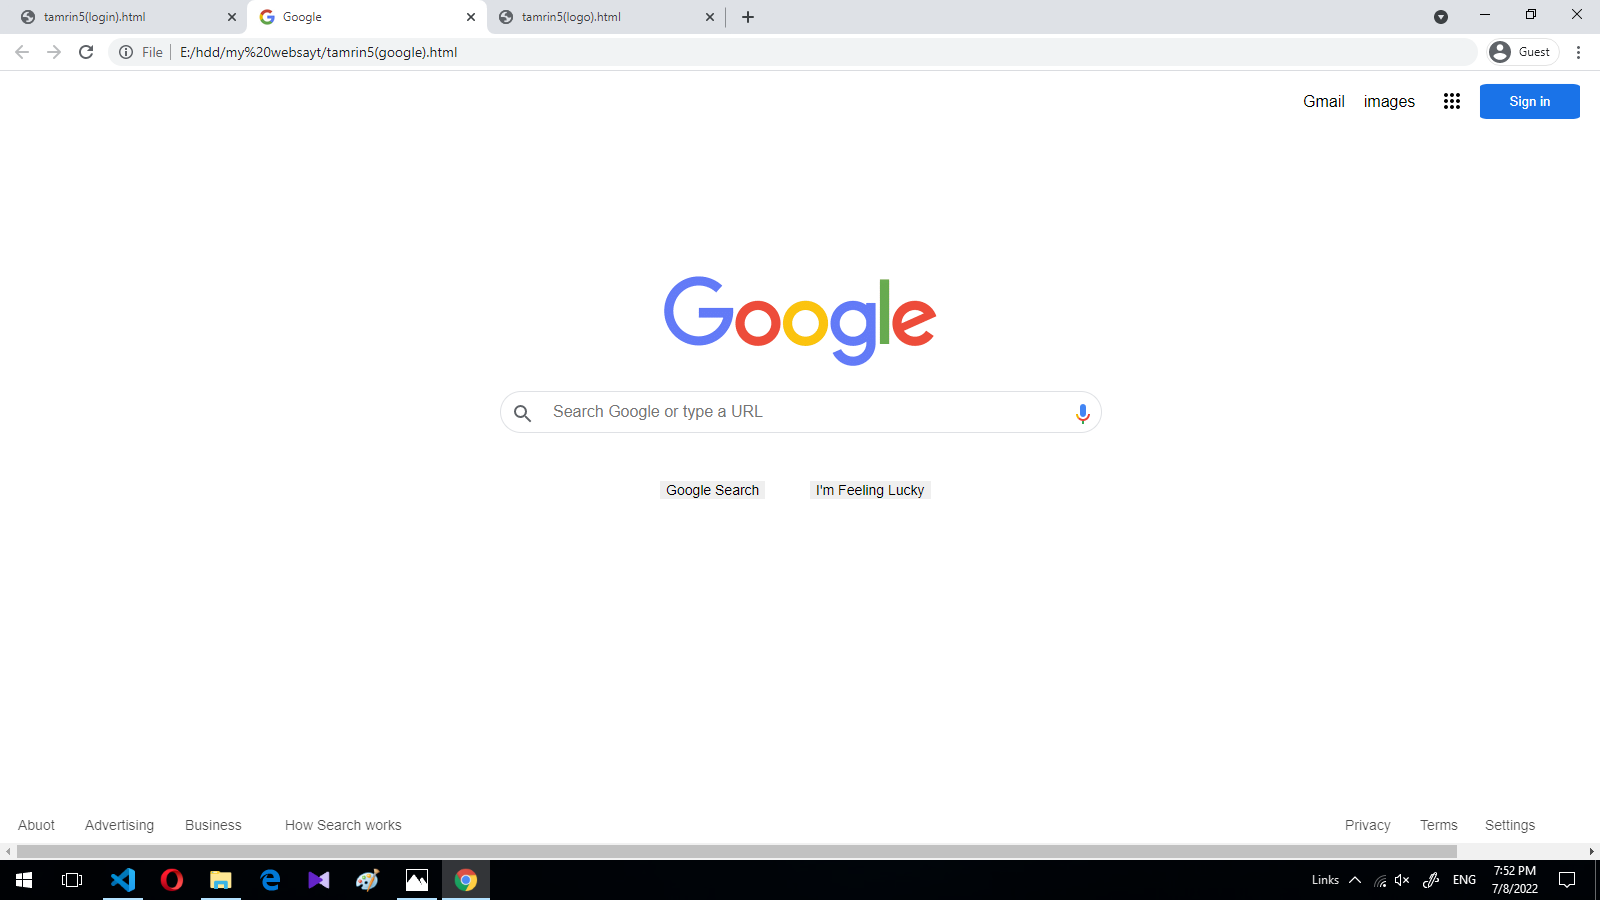 tamrin5(login).html
Google
tamrin5(logo).html
File
E:/hdd/my%20websayt/tamrin5(google).html
Guest
Gmail images Sign in
Google
Search Google or type a URL
Google Search I'm Feeling Lucky
Abuot Advertising Business How Search works Privacy Terms Settings
Links ENG 7:52 PM
7/8/2022